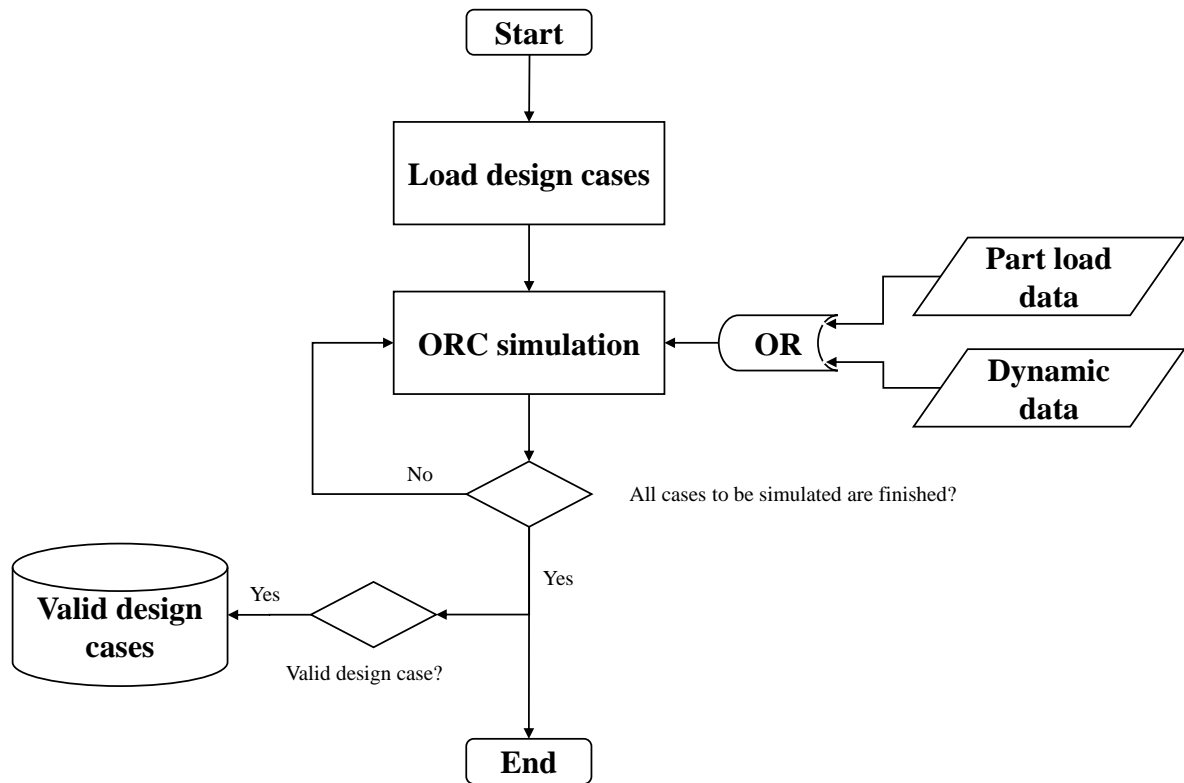 Start
Load design cases
Part load
data
ORC simulation
OR
Dynamic
data
No
All cases to be simulated are finished?
Yes
Yes
Valid design
cases
Valid design case?
End